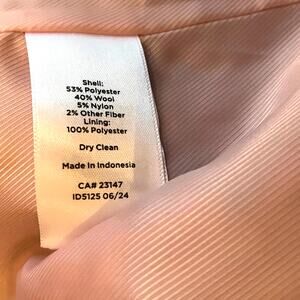 Shell:
53% Polyester
40% Wool
5% Nylon
2% Other Fiber
Lining:
100% Polyester
Dry Clean
Made in Indonesia
CA# 23147
ID5125 06/24